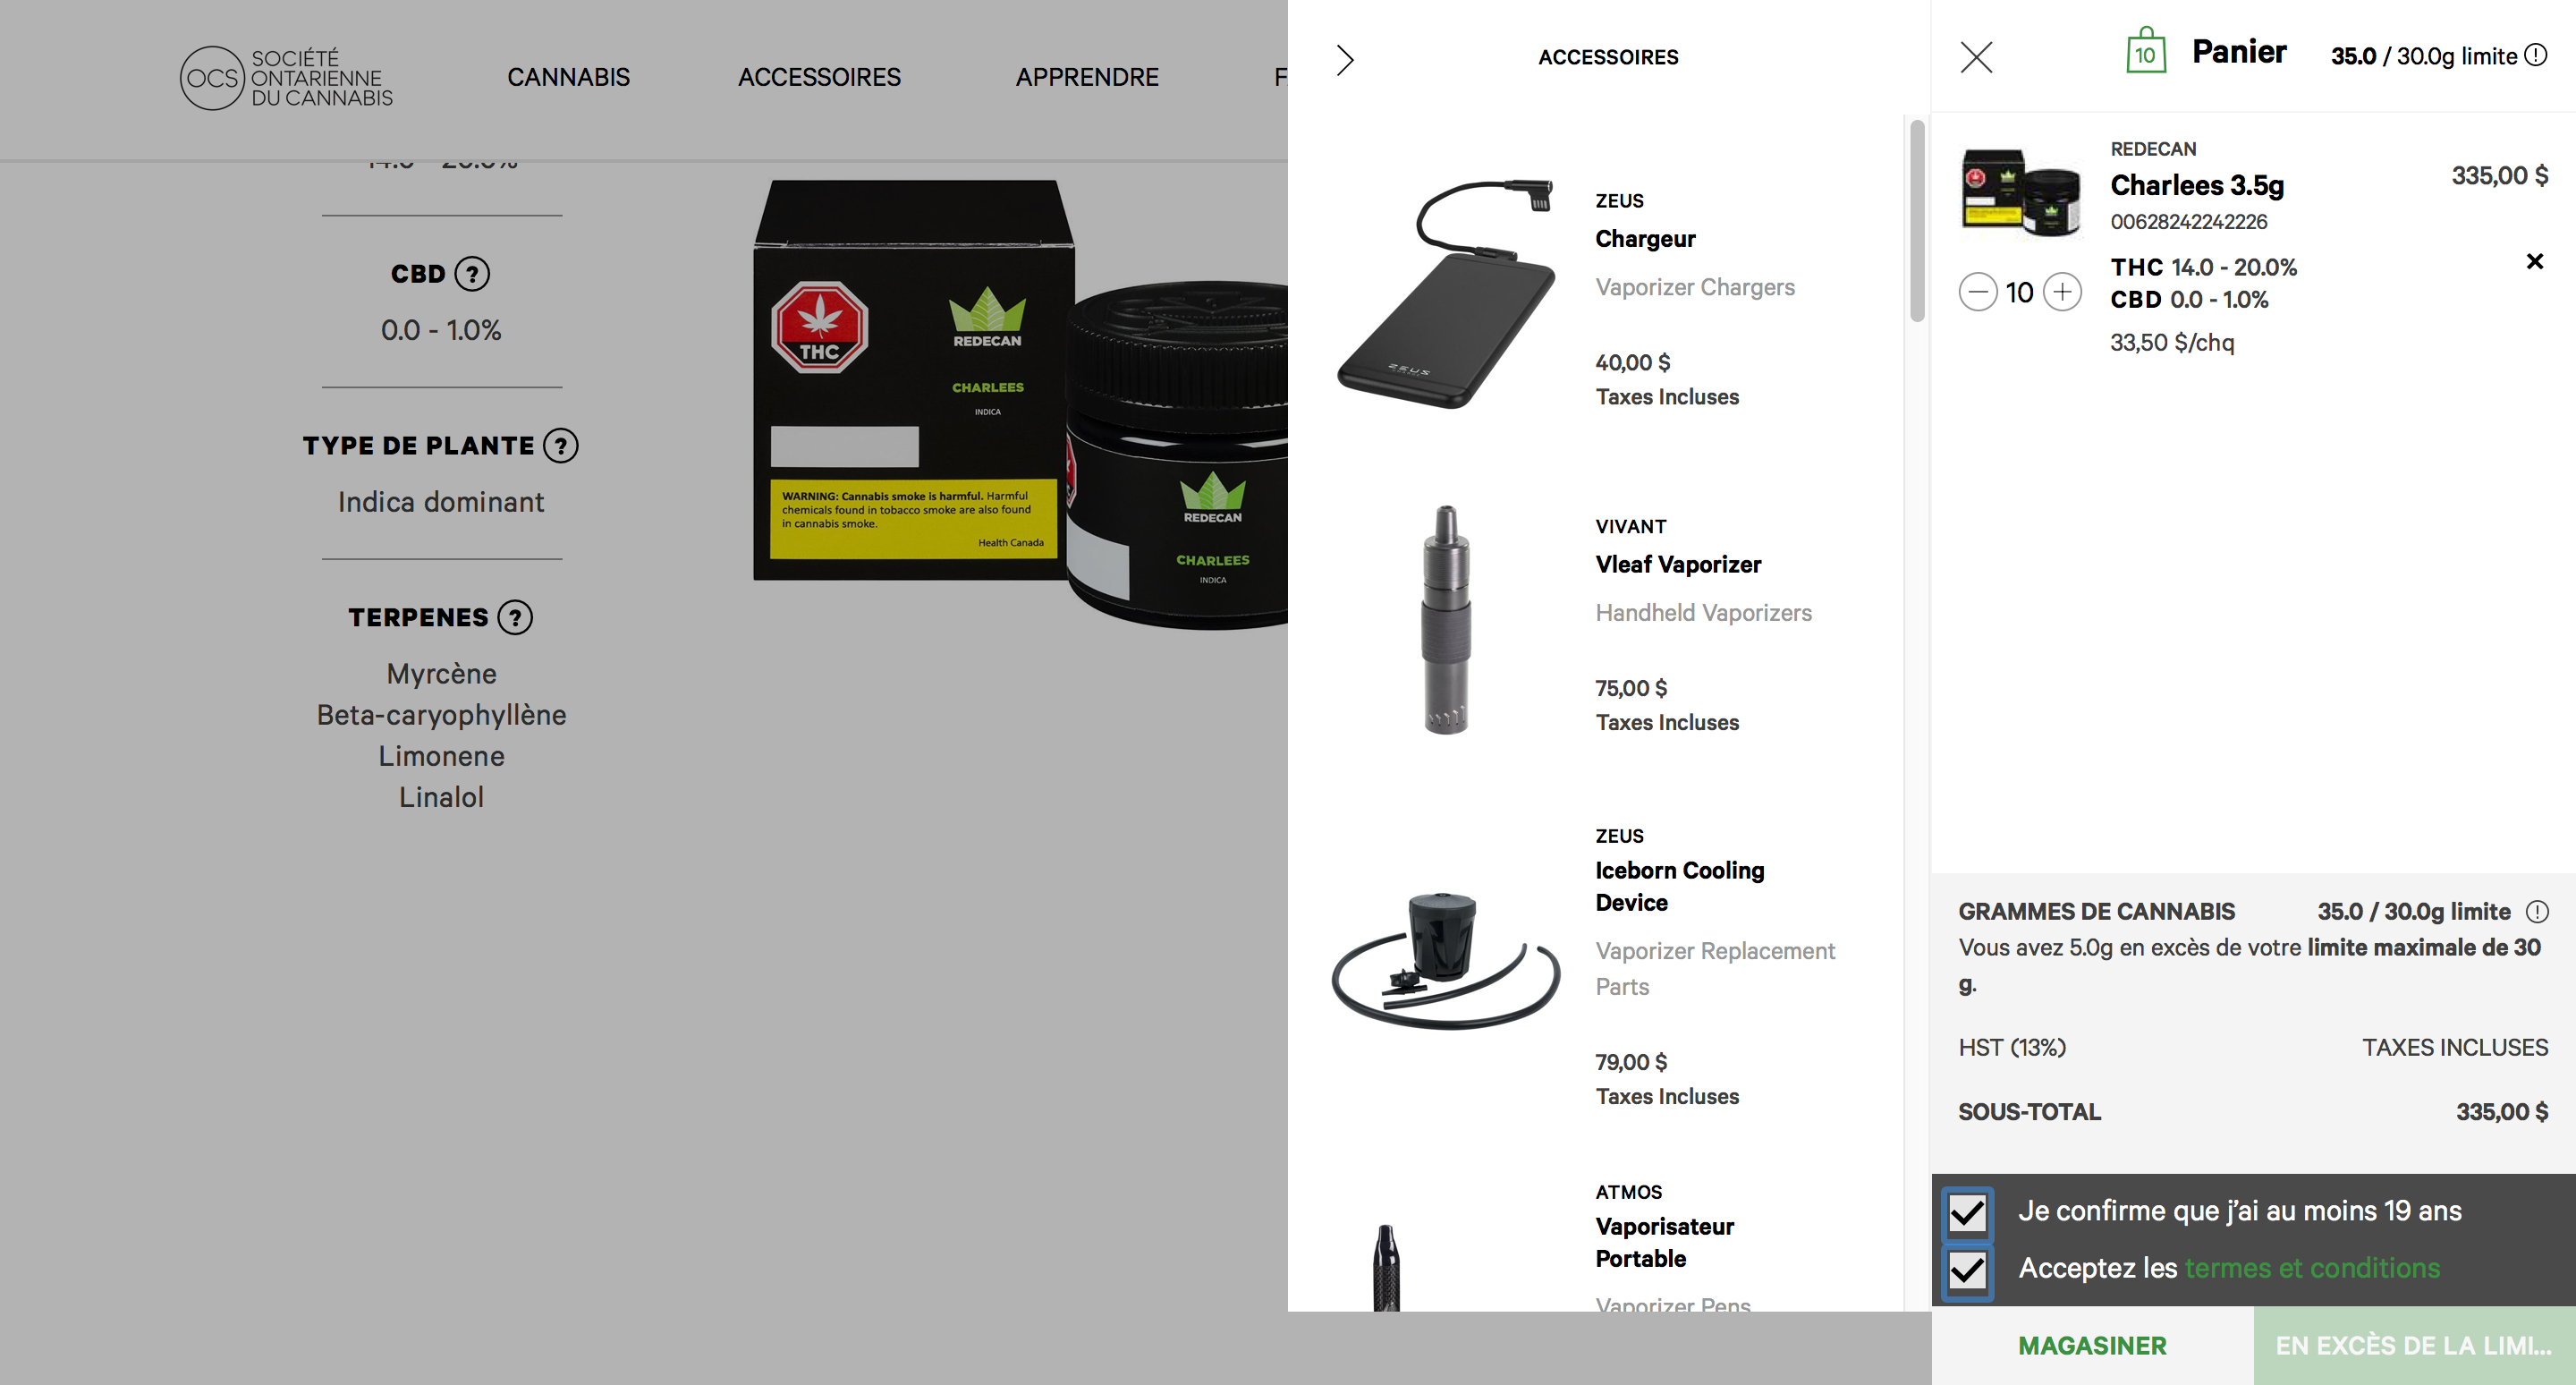 OCS
SOCIÉTÉ
ONTARIENNE
DU CANNABIS
CANNABIS
ACCESSOIRES
APPRENDRE
F
14.0 - 20.0%
CBD ?
0.0 - 1.0%
TYPE DE PLANTE ?
Indica dominant
TERPENES ?
Myrcène
Beta-caryophyllène
Limonene
Linalol
THC
REDECAN
CHARLEES
INDICA
WARNING: Cannabis smoke is harmful. Harmful
chemicals found in tobacco smoke are also found
in cannabis smoke.
Health Canada
REDECAN
CHARLEES
INDICA
ACCESSOIRES
ZEUS
ZEUS
Chargeur
Vaporizer Chargers
40,00 $
Taxes Incluses
VIVANT
Vleaf Vaporizer
Handheld Vaporizers
75,00 $
Taxes Incluses
ZEUS
Iceborn Cooling
Device
Vaporizer Replacement
Parts
79,00 $
Taxes Incluses
ATMOS
Vaporisateur
Portable
Vaporizer Pens
10 Panier 35.0 / 30.0g limite
REDECAN
Charlees 3.5g
335,00 $
00628242242226
THC 14.0 - 20.0%
CBD 0.0 - 1.0%
10
33,50 $/chq
GRAMMES DE CANNABIS 35.0 / 30.0g limite
Vous avez 5.0g en excès de votre limite maximale de 30
g.
HST (13%) TAXES INCLUSES
SOUS-TOTAL 335,00 $
Je confirme que j’ai au moins 19 ans
Acceptez les termes et conditions
MAGASINER
EN EXCÈS DE LA LIMI...